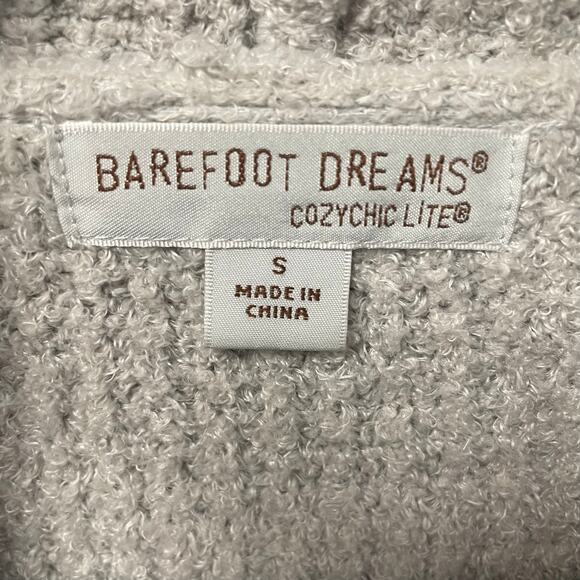 BAREFOOT DREAMS®
COZYCHIC LITE®
S
MADE IN
CHINA